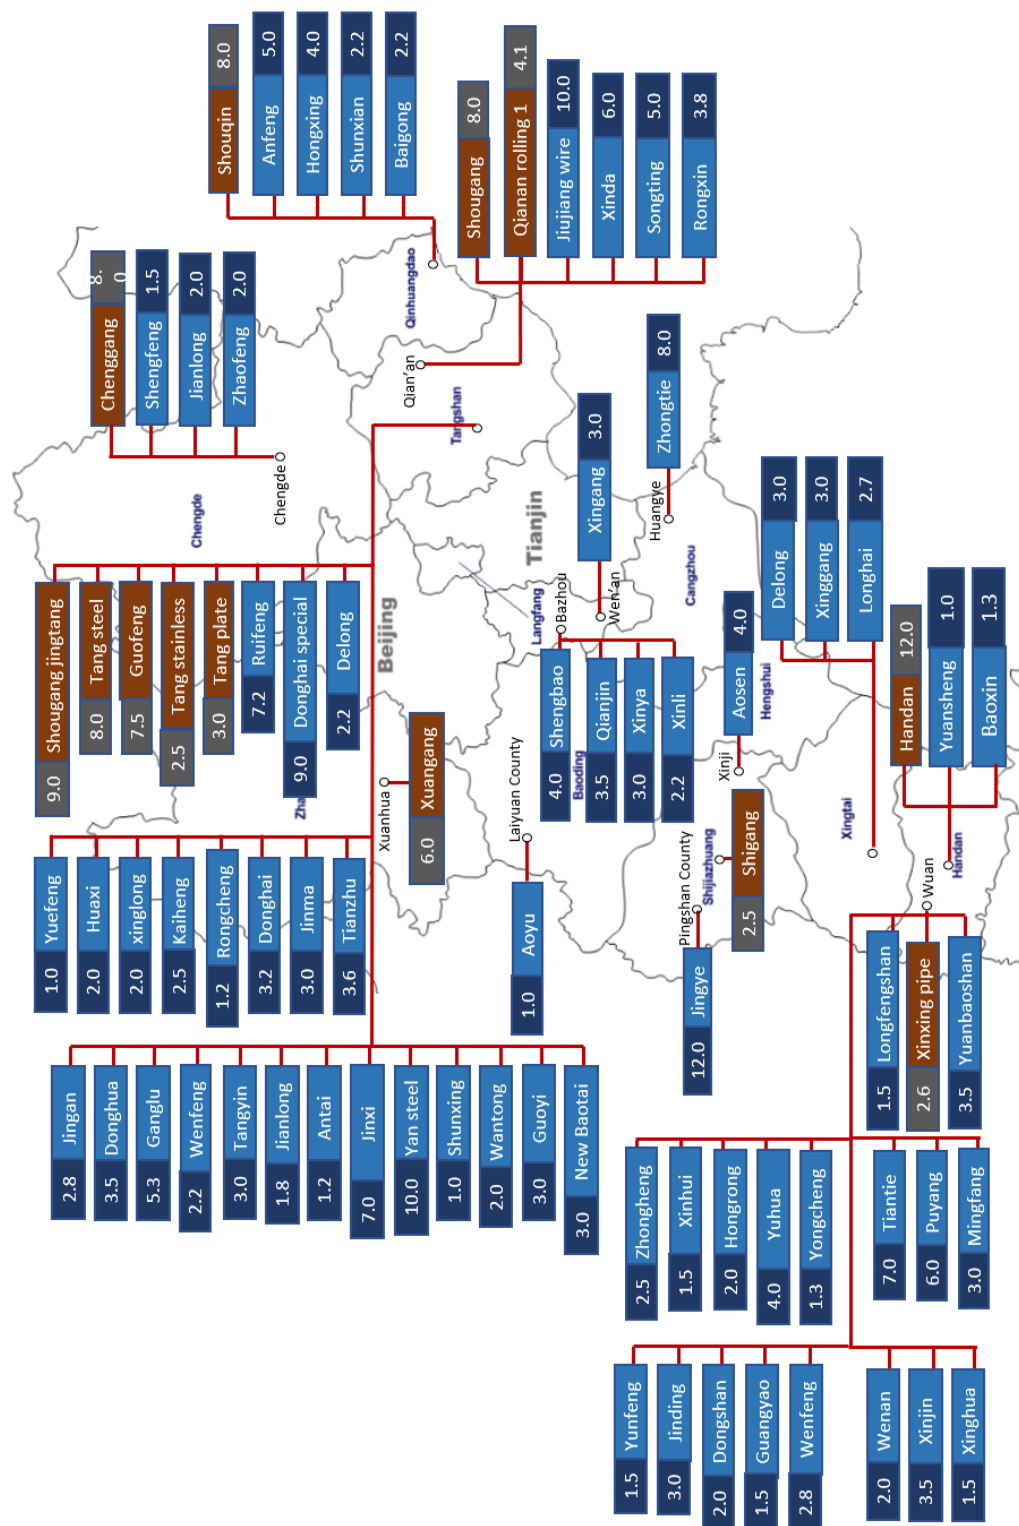 Jingan 2.8
Donghua 3.5
Ganglu 5.3
Wenfeng 2.2
Tangyin 3.0
Jianlong 1.8
Antai 1.2
Jinxi 7.0
Yan steel 10.0
Shunxing 1.0
Wantong 2.0
Guoyi 3.0
New Baotai 3.0
Yuefeng 1.0
Huaxi 2.0
xinglong 2.0
Kaiheng 2.5
Rongcheng 1.2
Donghai 3.2
Jinma 3.0
Tianzhu 3.6
Shougang jingtang 9.0
Tang steel 8.0
Guofeng 7.5
Tang stainless 2.5
Tang plate 3.0
Ruifeng 7.2
Donghai special 9.0
Delong 2.2
Zha
Chenggang 8.0
Shengfeng 1.5
Jianlong 2.0
Zhaofeng 2.0
Chengde
Chengde
Shouqin 8.0
Anfeng 5.0
Hongxing 4.0
Shunxian 2.2
Baigong 2.2
Qinhuangdao
Shougang 8.0
Qianan rolling 1 4.1
Jiujiang wire 10.0
Xinda 6.0
Songting 5.0
Rongxin 3.8
Qian'an
Tangshan
Beijing
Tianjin
Xuanhua
Xuangang 6.0
Laiyuan County
Aoyu 1.0
Langfang
Bazhou
Shengbao 4.0
Qianjin 3.5
Xinya 3.0
Xinli 2.2
Baoding
Wen'an
Xingang 3.0
Huangye
Zhongtie 8.0
Cangzhou
Pingshan County
Jingye 12.0
Shijiazhuang
Shigang 2.5
Xinji
Aosen 4.0
Hengshui
Delong 3.0
Xinggang 3.0
Longhai 2.7
Xingtai
Handan 12.0
Yuansheng 1.0
Baoxin 1.3
Handan
Wuan
Longfengshan 1.5
Xinxing pipe 2.6
Yuanbaoshan 3.5
Zhongheng 2.5
Xinhui 1.5
Hongrong 2.0
Yuhua 4.0
Yongcheng 1.3
Tiantie 7.0
Puyang 6.0
Mingfang 3.0
Yunfeng 1.5
Jinding 3.0
Dongshan 2.0
Guangyao 1.5
Wenfeng 2.8
Wenan 2.0
Xinjin 3.5
Xinghua 1.5